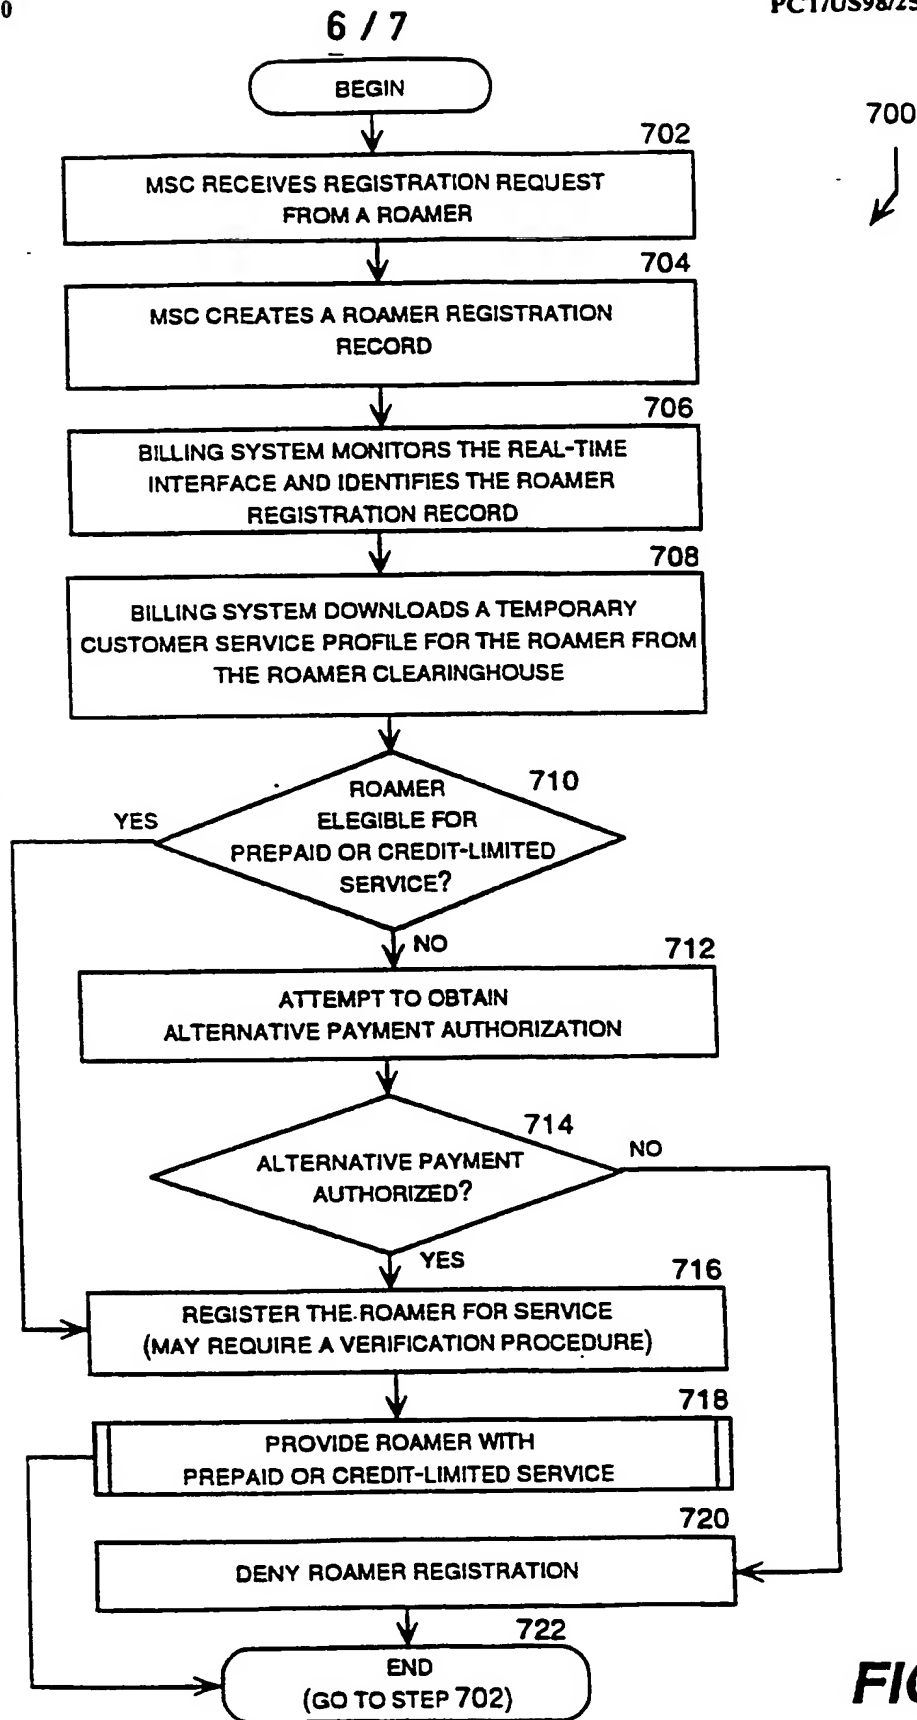 6 / 7
BEGIN
700
702
MSC RECEIVES REGISTRATION REQUEST
FROM A ROAMER
704
MSC CREATES A ROAMER REGISTRATION
RECORD
706
BILLING SYSTEM MONITORS THE REAL-TIME
INTERFACE AND IDENTIFIES THE ROAMER
REGISTRATION RECORD
708
BILLING SYSTEM DOWNLOADS A TEMPORARY
CUSTOMER SERVICE PROFILE FOR THE ROAMER FROM
THE ROAMER CLEARINGHOUSE
710
ROAMER
ELEGIBLE FOR
PREPAID OR CREDIT-LIMITED
SERVICE?
YES
NO
712
ATTEMPT TO OBTAIN
ALTERNATIVE PAYMENT AUTHORIZATION
714
ALTERNATIVE PAYMENT
AUTHORIZED?
NO
YES
716
REGISTER THE ROAMER FOR SERVICE
(MAY REQUIRE A VERIFICATION PROCEDURE)
718
PROVIDE ROAMER WITH
PREPAID OR CREDIT-LIMITED SERVICE
720
DENY ROAMER REGISTRATION
722
END
(GO TO STEP 702)